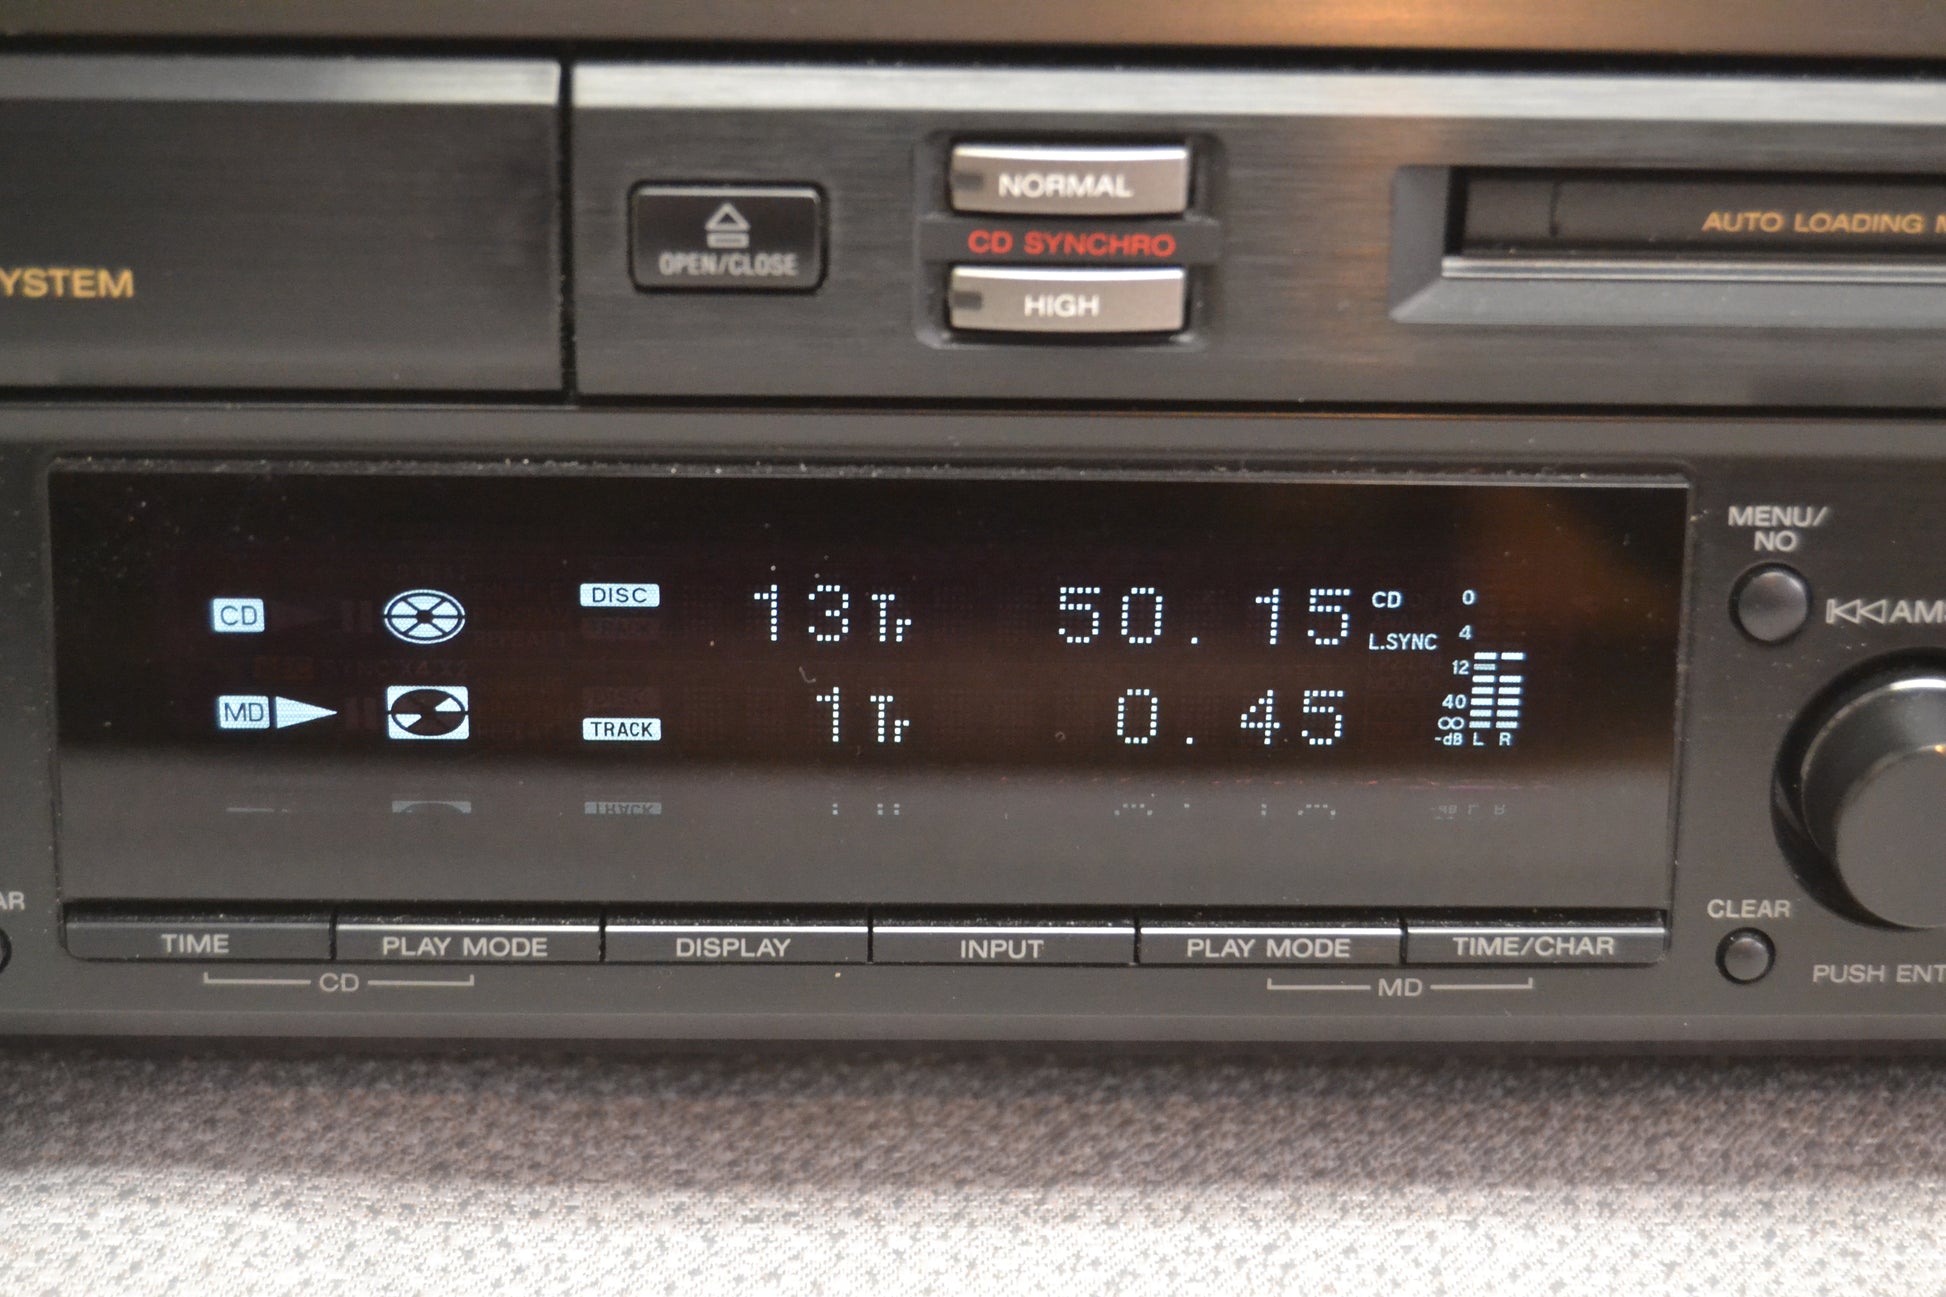 NORMAL
OPEN/CLOSE
CD SYNCHRO
HIGH
YSTEM
AUTO LOADING M
CD
DISC
13Tr
50.15
CD
L.SYNC
0
4
12
40
∞
-dB L R
MD
TRACK
1Tr
0.45
MENU/
NO
AMS
AR
TIME
PLAY MODE
DISPLAY
INPUT
PLAY MODE
TIME/CHAR
CD
MD
CLEAR
PUSH ENT